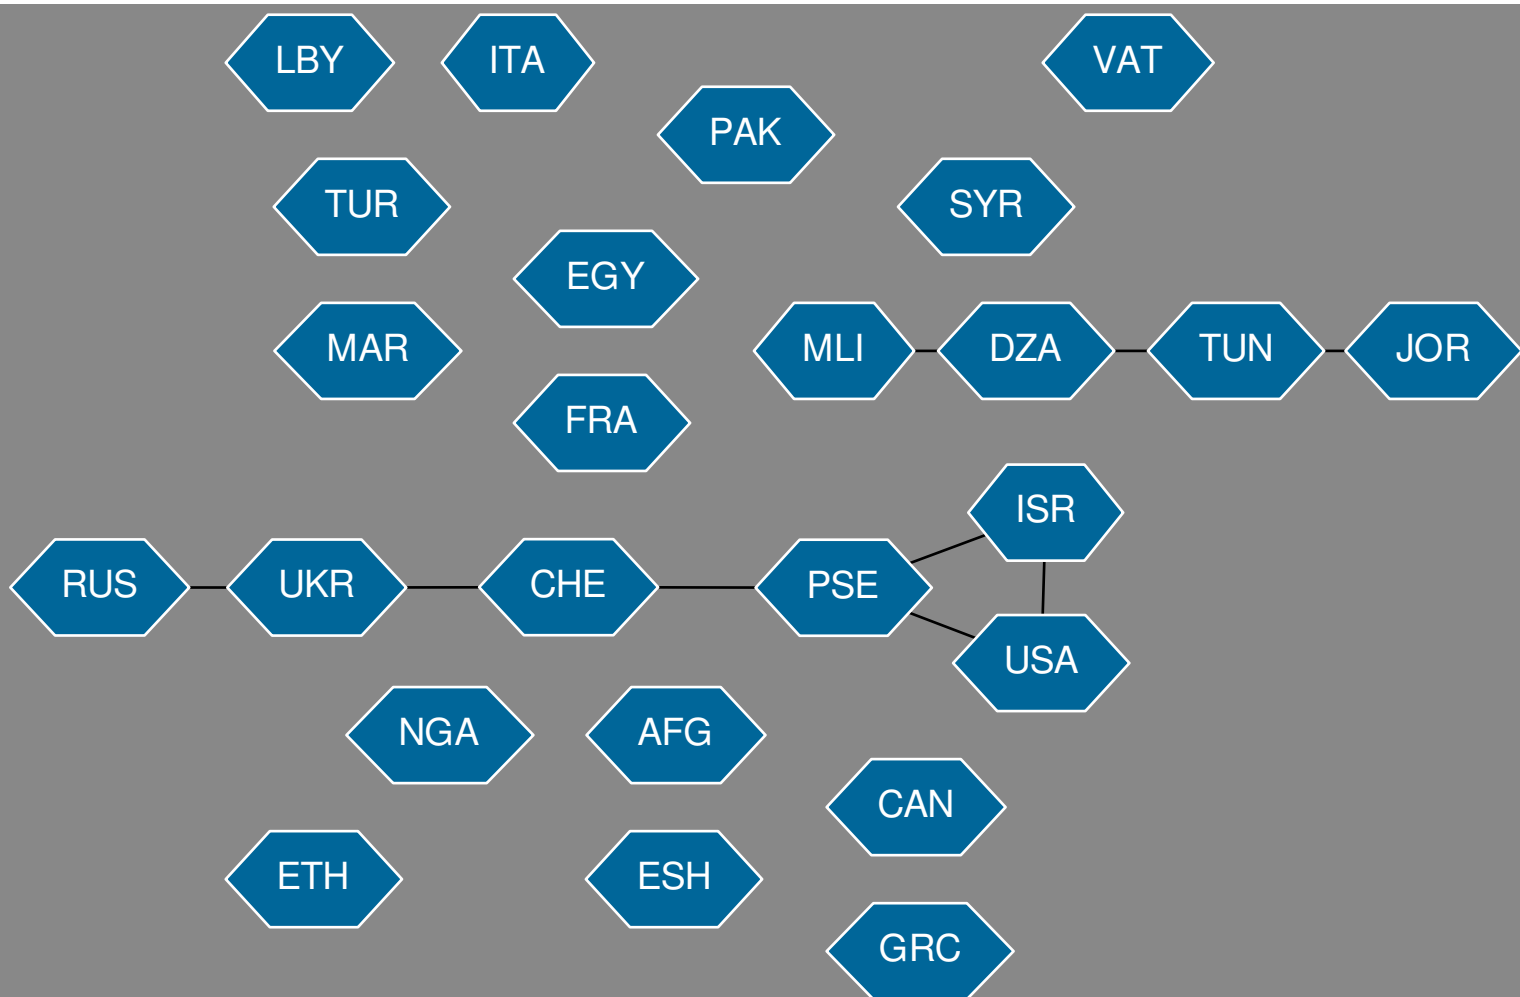 LBY
ITA
VAT
PAK
TUR
SYR
EGY
MAR
MLI
DZA
TUN
JOR
FRA
ISR
RUS
UKR
CHE
PSE
USA
NGA
AFG
CAN
ETH
ESH
GRC